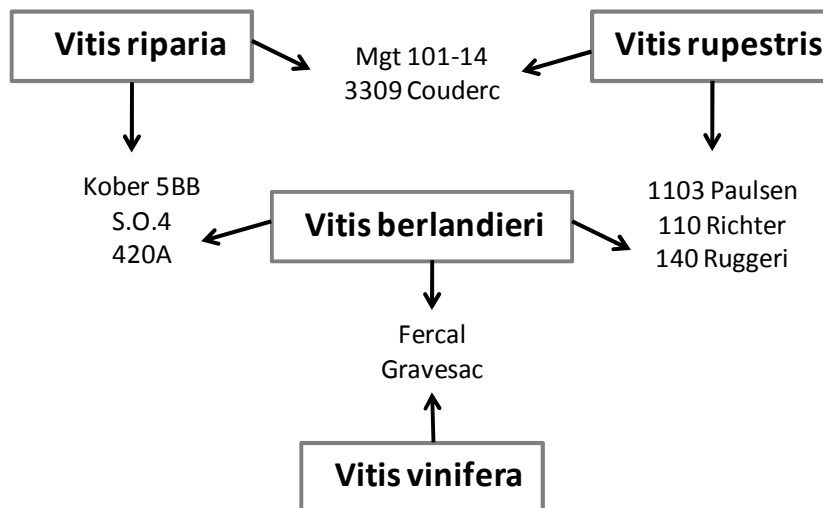 Vitis riparia
Mgt 101-14
3309 Couderc
Vitis rupestris
Kober 5BB
S.O.4
420A
Vitis berlandieri
1103 Paulsen
110 Richter
140 Ruggeri
Fercal
Gravesac
Vitis vinifera